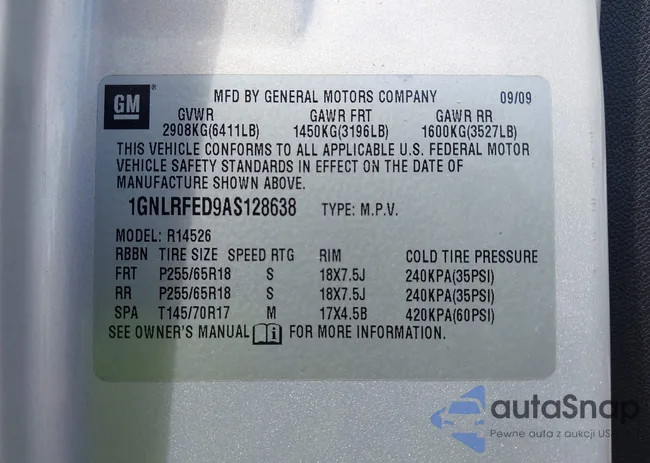 GM ®
MFD BY GENERAL MOTORS COMPANY 09/09
GVWR GAWR FRT GAWR RR
2908KG(6411LB) 1450KG(3196LB) 1600KG(3527LB)
THIS VEHICLE CONFORMS TO ALL APPLICABLE U.S. FEDERAL MOTOR
VEHICLE SAFETY STANDARDS IN EFFECT ON THE DATE OF
MANUFACTURE SHOWN ABOVE.
1GNLRFED9AS128638 TYPE: M.P.V.
MODEL: R14526
RBBN TIRE SIZE SPEED RTG RIM COLD TIRE PRESSURE
FRT P255/65R18 S 18X7.5J 240KPA(35PSI)
RR P255/65R18 S 18X7.5J 240KPA(35PSI)
SPA T145/70R17 M 17X4.5B 420KPA(60PSI)
SEE OWNER'S MANUAL FOR MORE INFORMATION.
autaSnap
Pewne auta z aukcji USA